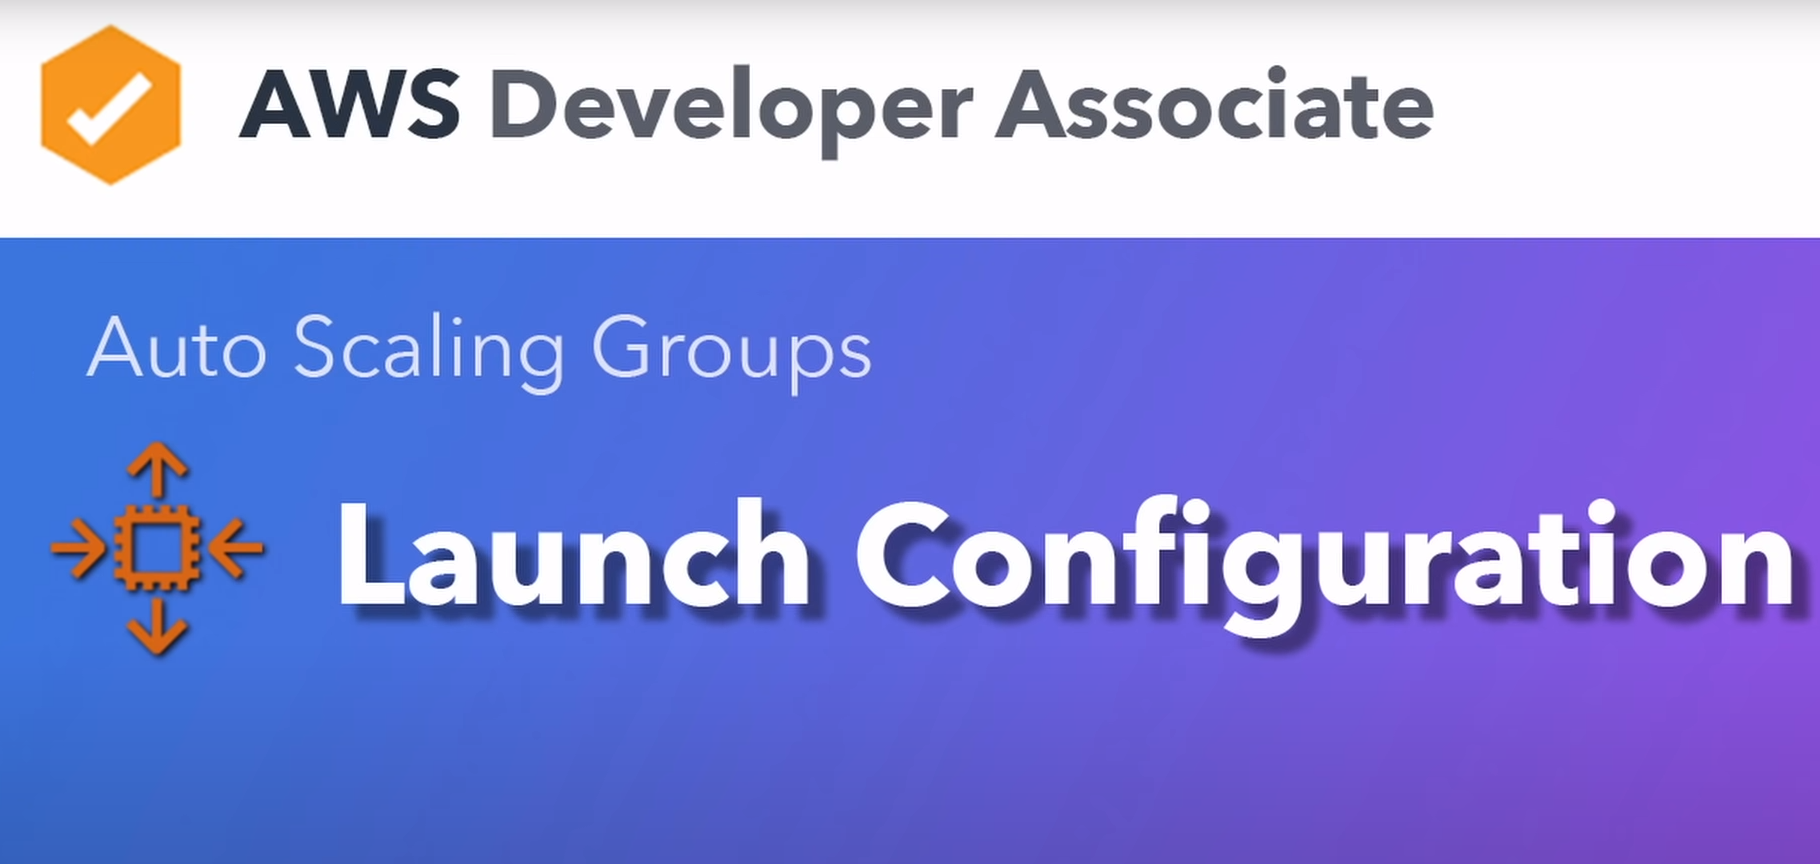 AWS Developer Associate
Auto Scaling Groups
Launch Configuration